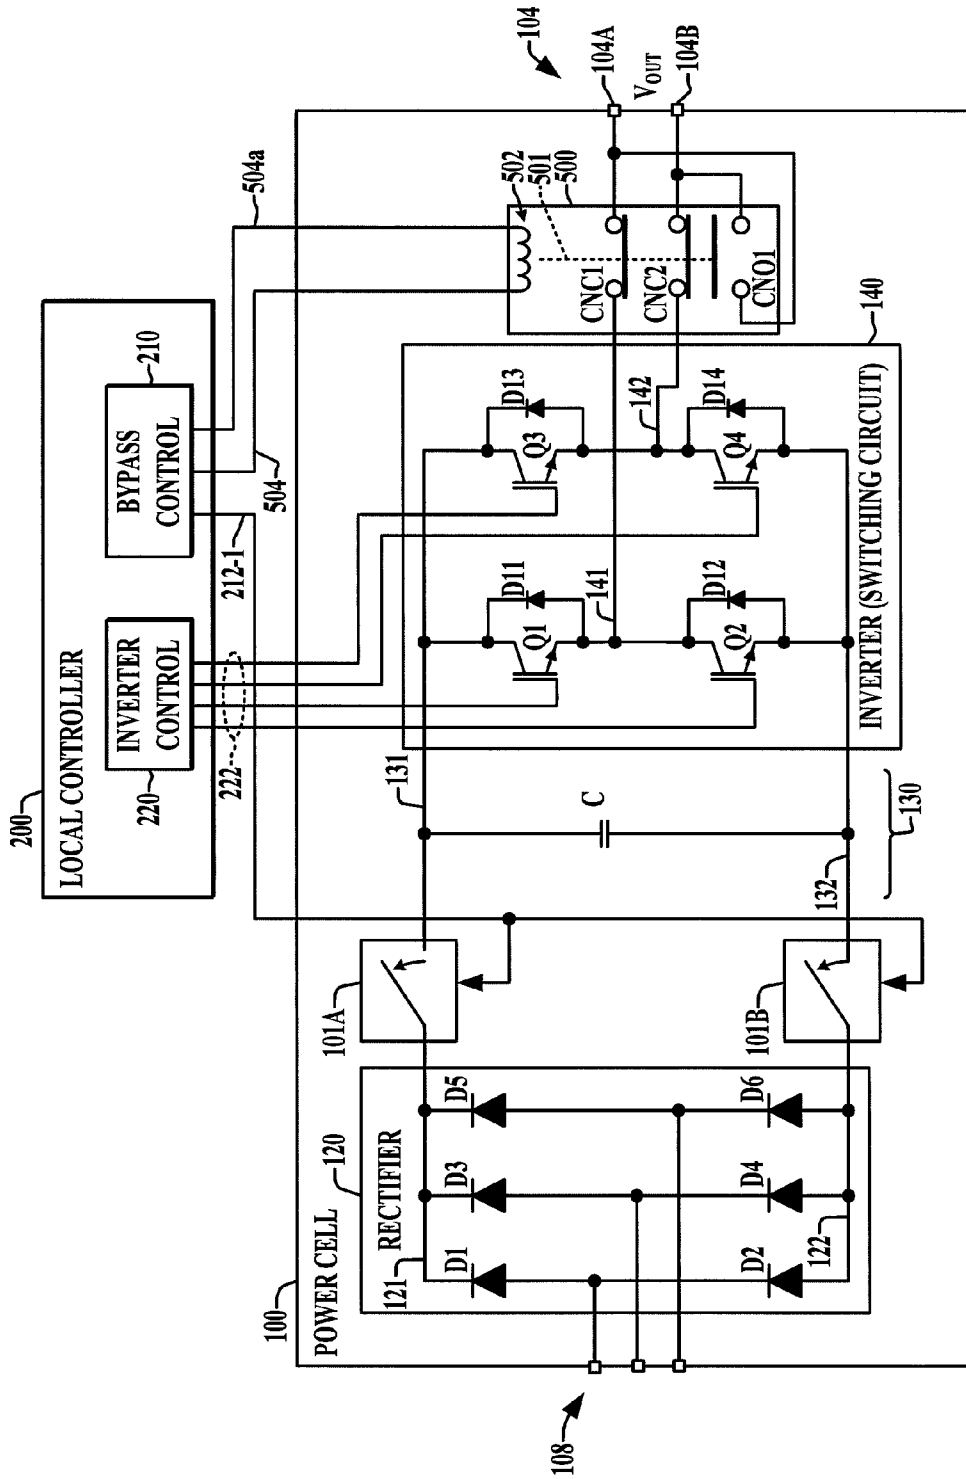 200
LOCAL CONTROLLER
220
INVERTER
CONTROL
BYPASS
CONTROL
210
222
212-1
504
504a
104
100
POWER CELL
108
120
RECTIFIER
121
D1
D3
D5
D2
D4
D6
122
101A
101B
131
C
132
130
Q1
D11
Q3
D13
141
142
Q2
D12
Q4
D14
INVERTER (SWITCHING CIRCUIT)
140
502
501
500
CNC1
CNC2
CNO1
104A
VOUT
104B